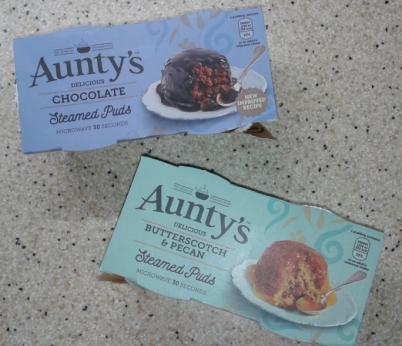 Aunty's
DELICIOUS
CHOCOLATE
Steamed Puds
MICROWAVE 30 SECONDS
NEW
IMPROVED
RECIPE
Aunty's
DELICIOUS
BUTTERSCOTCH
& PECAN
Steamed Puds
MICROWAVE 30 SECONDS